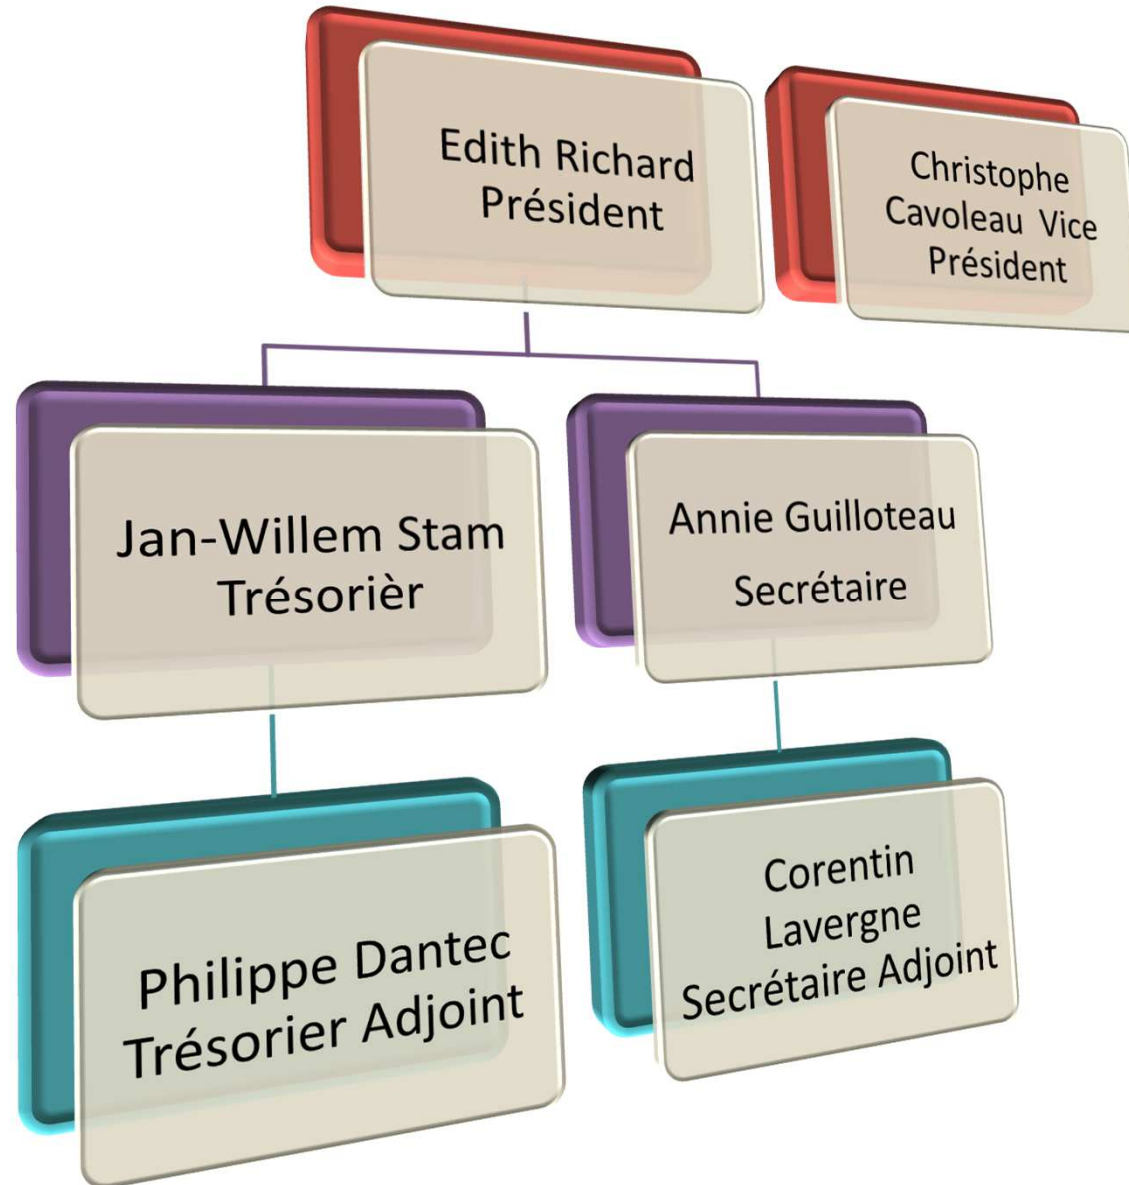 Edith Richard
Président
Christophe
Cavoleau Vice
Président
Jan-Willem Stam
Trésorièr
Annie Guilloteau
Secrétaire
Philippe Dantec
Trésorier Adjoint
Corentin
Lavergne
Secrétaire Adjoint